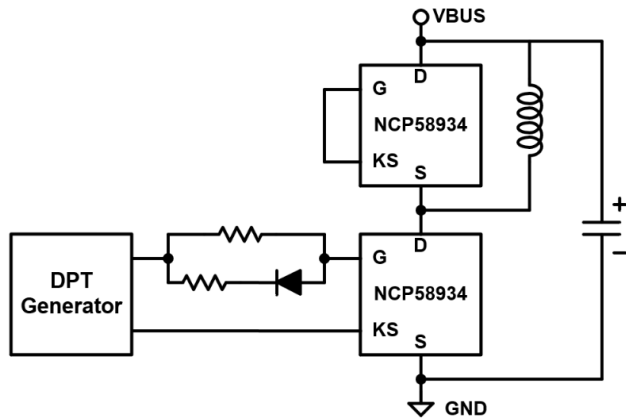 VBUS
D
G
NCP58934
KS
S
+
D
DPT
Generator
G
NCP58934
KS
−
S
GND